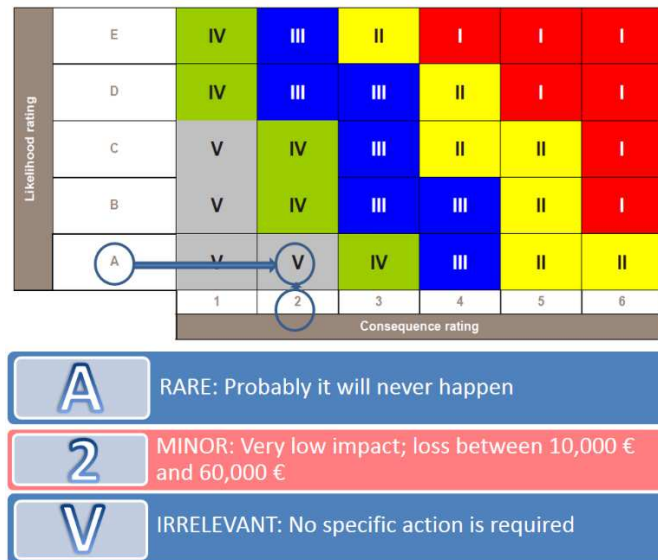 Likelihood rating
E IV III II I I I
D IV III III II I I
C V IV III II II I
B V IV III III II I
A V V IV III II II
1 2 3 4 5 6
Consequence rating
A RARE: Probably it will never happen
2 MINOR: Very low impact; loss between 10,000 €
and 60,000 €
V IRRELEVANT: No specific action is required